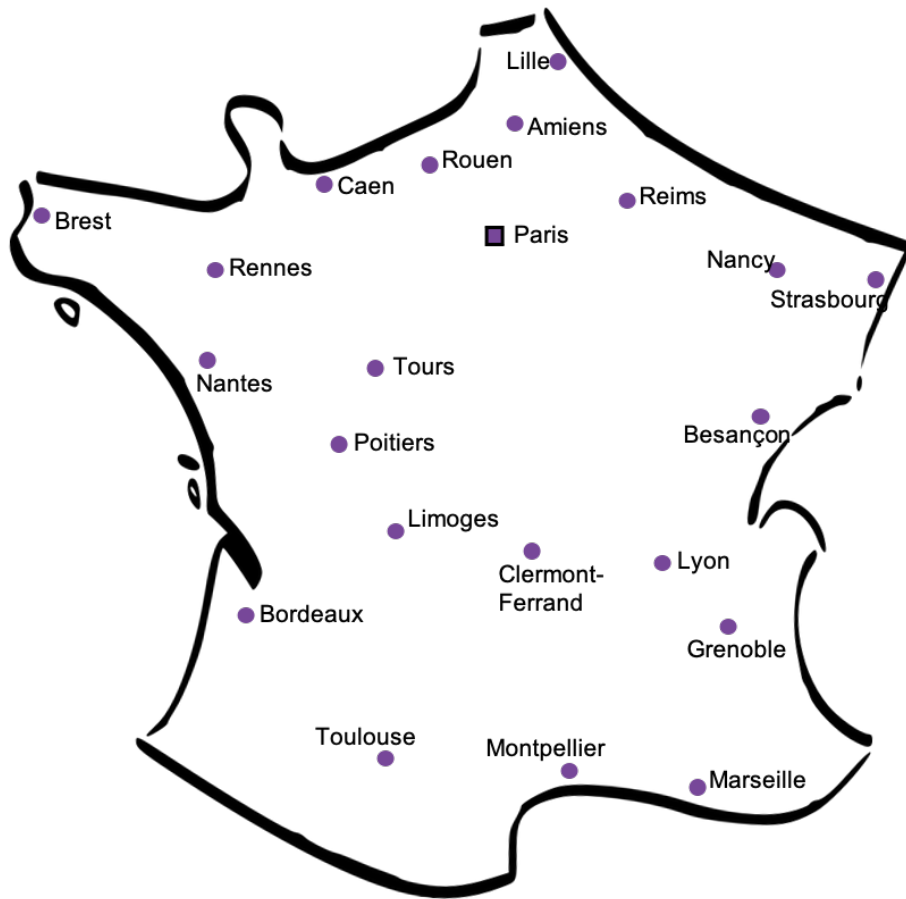 Lille
Amiens
Rouen
Caen
Reims
Brest
Paris
Rennes
Nancy
Strasbourg
Tours
Nantes
Besançon
Poitiers
Limoges
Clermont-
Ferrand
Lyon
Bordeaux
Grenoble
Toulouse
Montpellier
Marseille